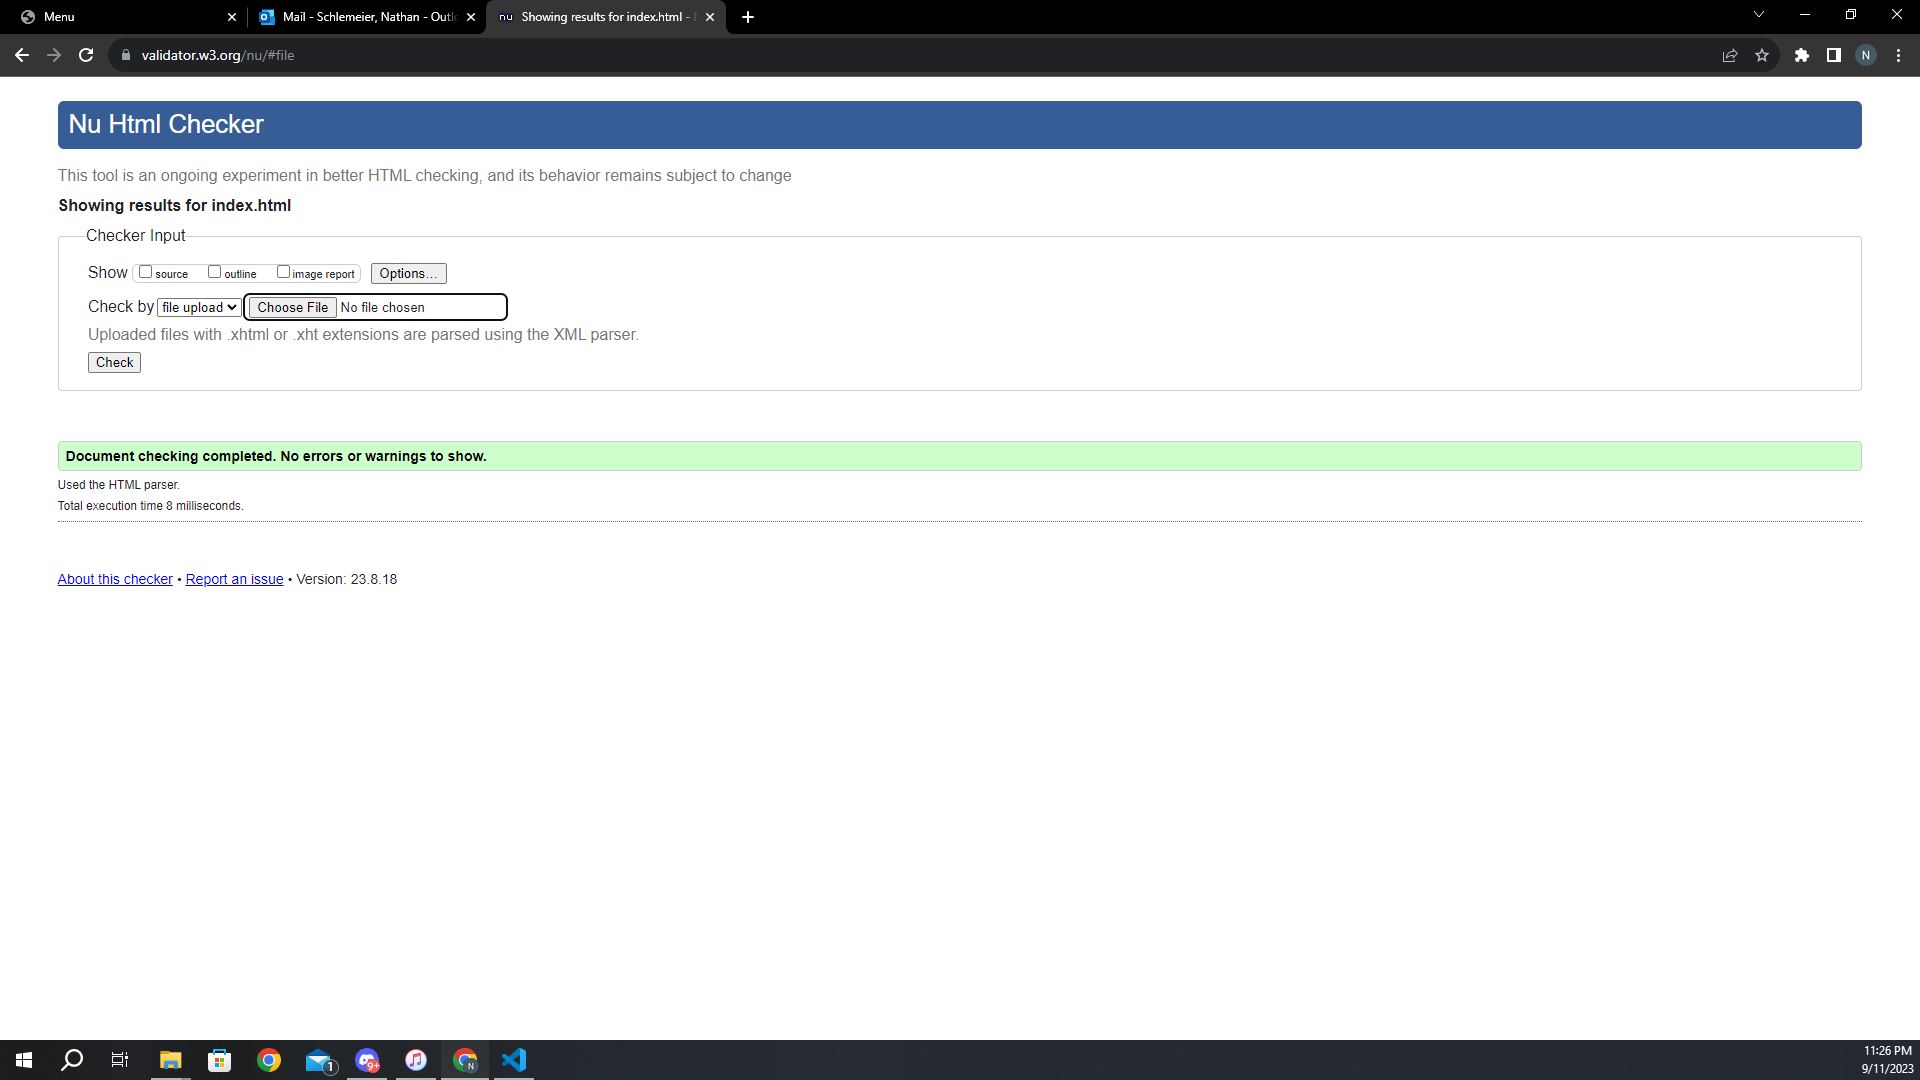 Menu
Mail - Schlemeier, Nathan - Outl
nu Showing results for index.html -
validator.w3.org/nu/#file
N
Nu Html Checker
This tool is an ongoing experiment in better HTML checking, and its behavior remains subject to change
Showing results for index.html
Checker Input
Show source outline image report Options...
Check by file upload Choose File No file chosen
Uploaded files with .xhtml or .xht extensions are parsed using the XML parser.
Check
Document checking completed. No errors or warnings to show.
Used the HTML parser.
Total execution time 8 milliseconds.
About this checker • Report an issue • Version: 23.8.18
1
9+
N
11:26 PM
9/11/2023